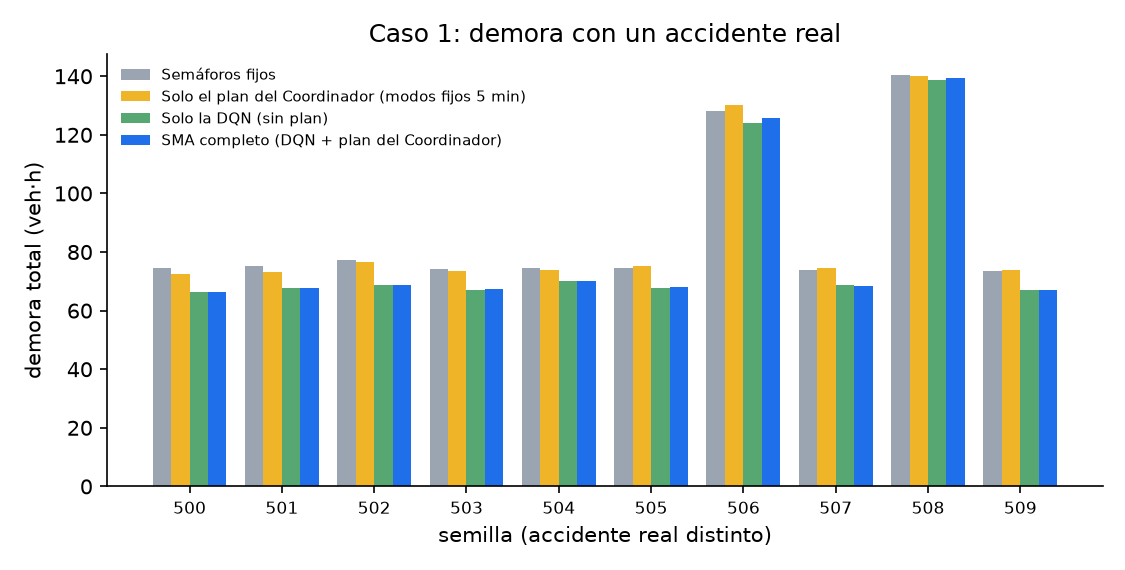 Caso 1: demora con un accidente real
Semáforos fijos
Solo el plan del Coordinador (modos fijos 5 min)
Solo la DQN (sin plan)
SMA completo (DQN + plan del Coordinador)
demora total (veh·h)
140
120
100
80
60
40
20
0
500 501 502 503 504 505 506 507 508 509
semilla (accidente real distinto)